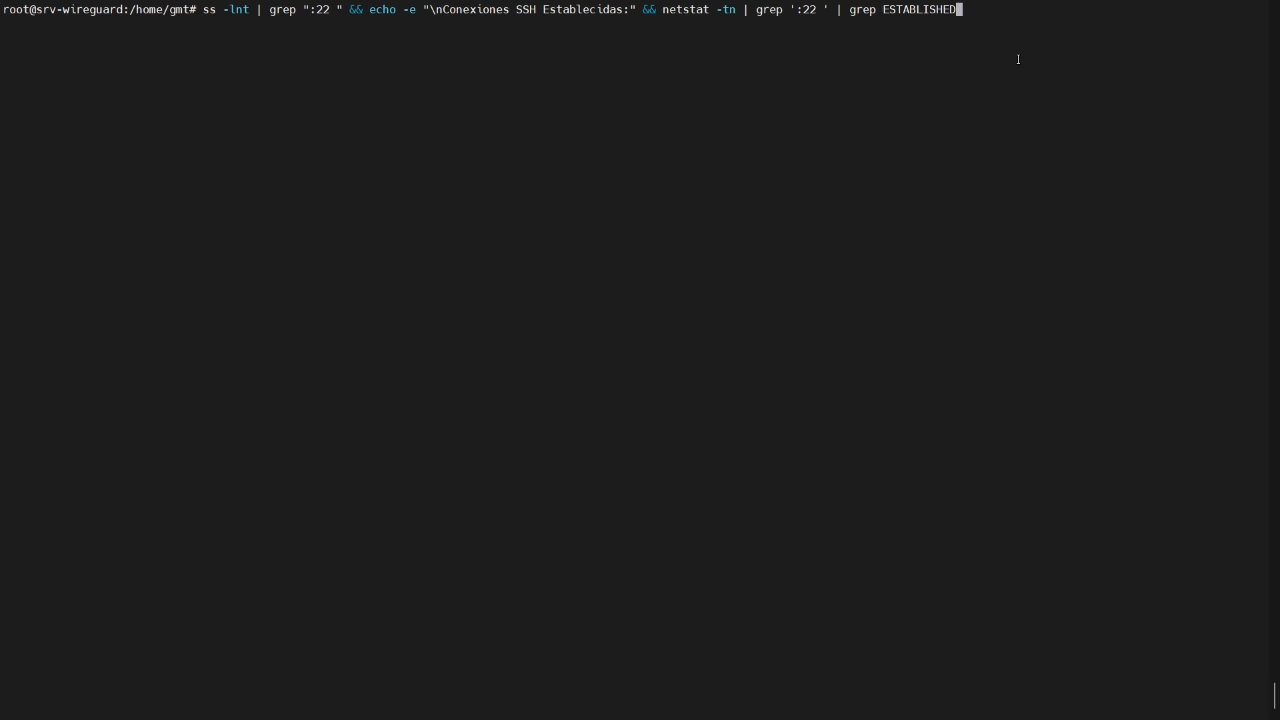 root@srv-wireguard:/home/gmt# ss -lnt | grep ":22 " && echo -e "\nConexiones SSH Establecidas:" && netstat -tn | grep ':22 ' | grep ESTABLISHED